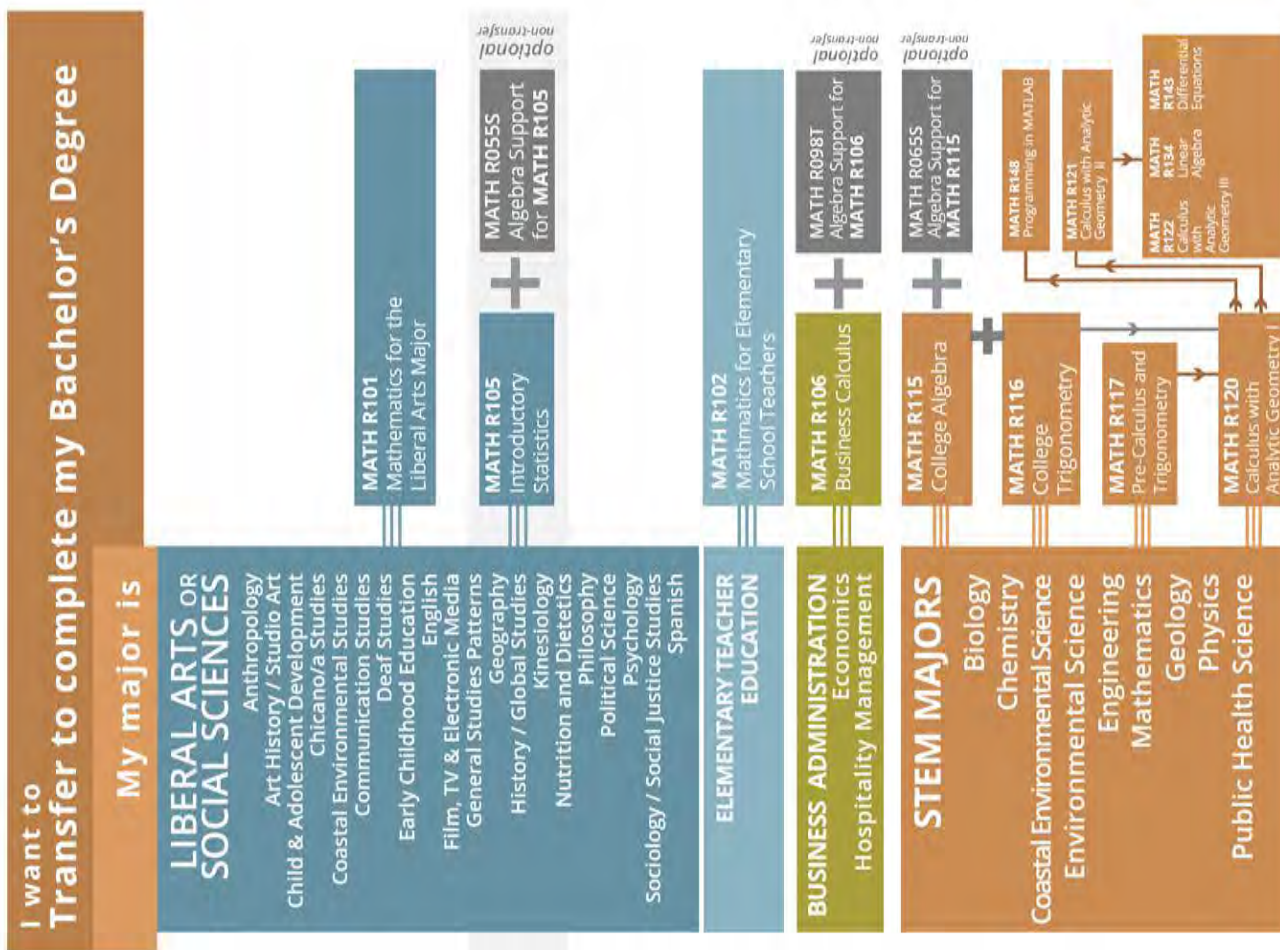 I want to
Transfer to complete my Bachelor's Degree
My major is
LIBERAL ARTS OR
SOCIAL SCIENCES
Anthropology
Art History / Studio Art
Child & Adolescent Development
Chicano/a Studies
Coastal Environmental Studies
Communication Studies
Deaf Studies
Early Childhood Education
English
Film, TV & Electronic Media
General Studies Patterns
Geography
History / Global Studies
Kinesiology
Nutrition and Dietetics
Philosophy
Political Science
Psychology
Sociology / Social Justice Studies
Spanish
MATH R101
Mathematics for the
Liberal Arts Major
MATH R105
Introductory
Statistics
+
MATH R055S
Algebra Support
for MATH R105
optional
non-transfer
ELEMENTARY TEACHER
EDUCATION
MATH R102
Mathmatics for Elementary
School Teachers
BUSINESS ADMINISTRATION
Economics
Hospitality Management
MATH R106
Business Calculus
+
MATH R098T
Algebra Support for
MATH R106
optional
non-transfer
STEM MAJORS
Biology
Chemistry
Coastal Environmental Science
Environmental Science
Engineering
Mathematics
Geology
Physics
Public Health Science
MATH R115
College Algebra
+
MATH R065S
Algebra Support for
MATH R115
optional
non-transfer
+
MATH R116
College
Trigonometry
MATH R117
Pre-Calculus and
Trigonometry
MATH R120
Calculus with
Analytic Geometry I
MATH R148
Programming in MATLAB
MATH R121
Calculus with Analytic
Geometry II
MATH
R122
Calculus
with
Analytic
Geometry III
MATH
R134
Linear
Algebra
MATH
R143
Differential
Equations